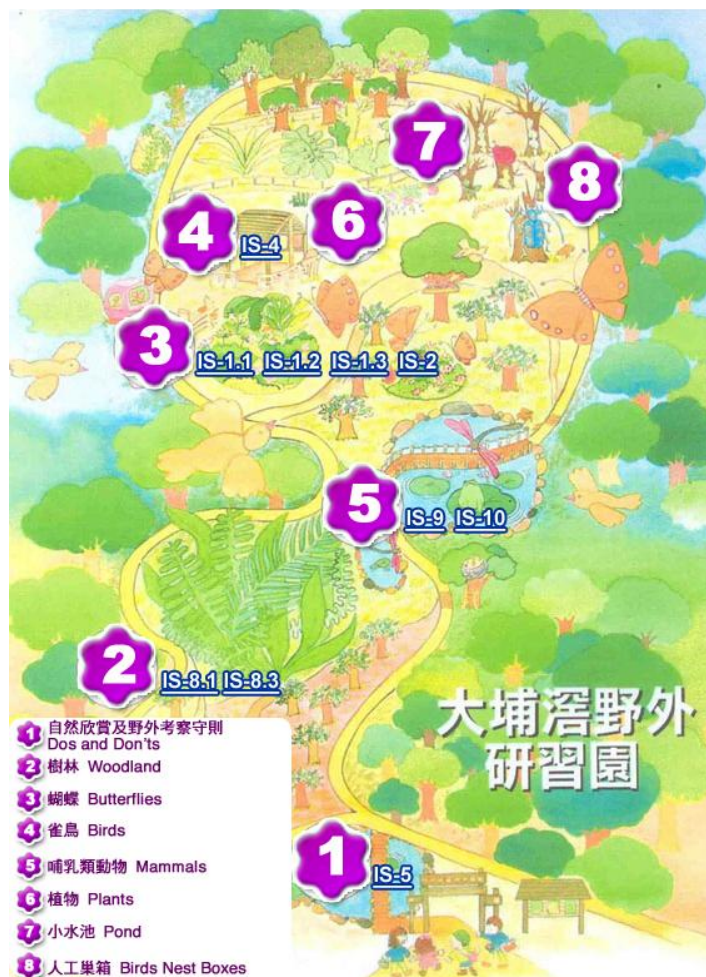 7
8
4
IS-4
6
3
IS-1.1 IS-1.2 IS-1.3 IS-2
5
IS-9 IS-10
2
IS-8.1 IS-8.3
大埔滘野外
研習園
1
IS-5
1 自然欣賞及野外考察守則
Dos and Don'ts
2 樹林 Woodland
3 蝴蝶 Butterflies
4 雀鳥 Birds
5 哺乳類動物 Mammals
6 植物 Plants
7 小水池 Pond
8 人工巢箱 Birds Nest Boxes